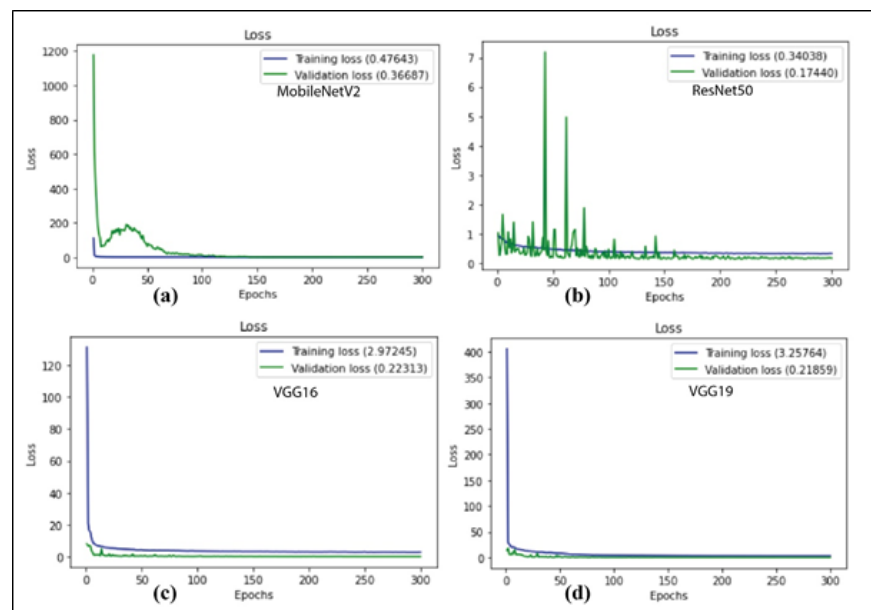 Loss
Training loss (0.47643)
Validation loss (0.36687)
MobileNetV2
1200
1000
800
600
400
200
0
Loss
0 50 100 150 200 250 300
(a)
Epochs
Loss
Training loss (0.34038)
Validation loss (0.17440)
ResNet50
7
6
5
4
3
2
1
0
Loss
0 50 100 150 200 250 300
(b)
Epochs
Loss
Training loss (2.97245)
Validation loss (0.22313)
VGG16
120
100
80
60
40
20
0
Loss
0 50 100 150 200 250 300
(c)
Epochs
Loss
Training loss (3.25764)
Validation loss (0.21859)
VGG19
400
350
300
250
200
150
100
50
0
Loss
0 50 100 150 200 250 300
(d)
Epochs